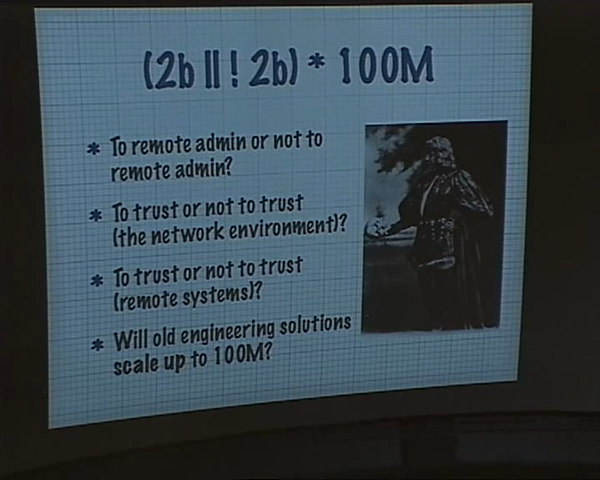 (2b || ! 2b) * 100M
* To remote admin or not to
remote admin?
* To trust or not to trust
(the network environment)?
* To trust or not to trust
(remote systems)?
* Will old engineering solutions
scale up to 100M?